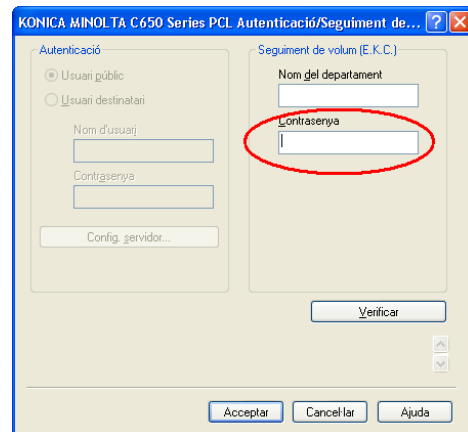 KONICA MINOLTA C650 Series PCL Autenticació/Seguiment de...
Autenticació
Usuari públic
Usuari destinatari
Nom d'usuari
Contrasenya
Config. servidor...
Seguiment de volum (E.K.C.)
Nom del departament
Contrasenya
Verificar
Acceptar
Cancel·lar
Ajuda